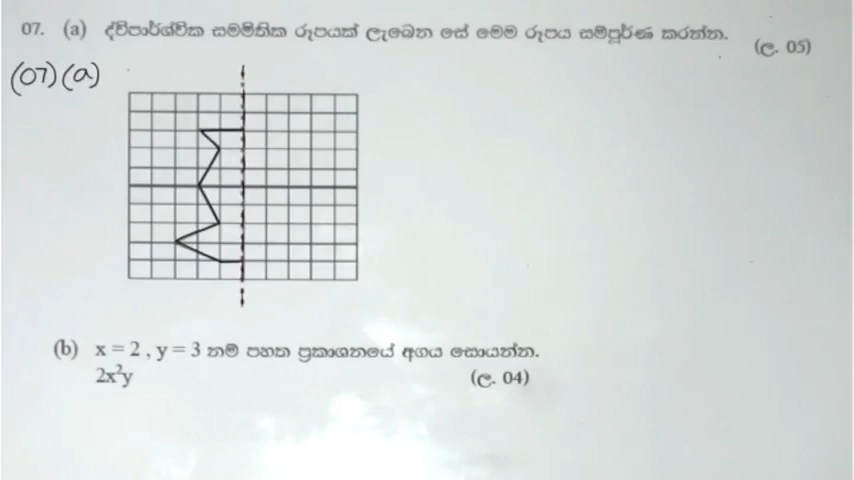 07. (a) ද්විපාර්ශ්වික සමමිතික රූපයක් ලැබෙන සේ මෙම රූපය සම්පූර්ණ කරන්න.
(ල. 05)
(07) (a)
(b) x = 2 , y = 3 නම් පහත ප්‍රකාශනයේ අගය සොයන්න.
2x²y (ල. 04)